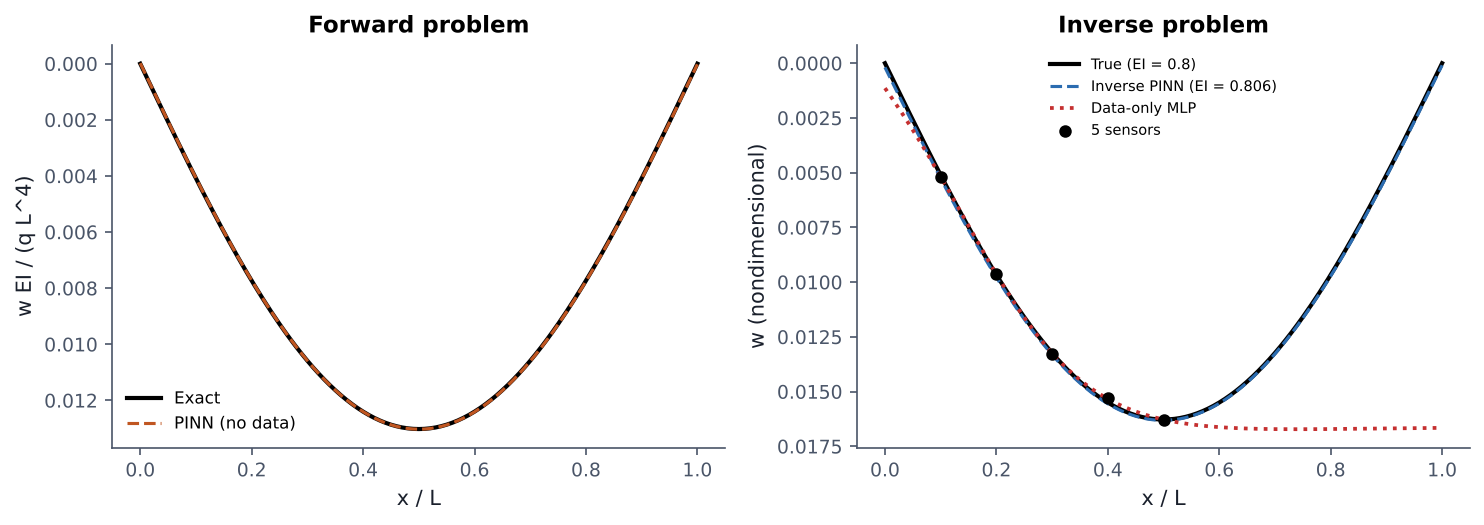 Forward problem
0.000
0.002
0.004
0.006
0.008
0.010
0.012
w EI / (q L^4)
Exact
PINN (no data)
0.0 0.2 0.4 0.6 0.8 1.0
x / L
Inverse problem
True (EI = 0.8)
Inverse PINN (EI = 0.806)
Data-only MLP
5 sensors
0.0000
0.0025
0.0050
0.0075
0.0100
0.0125
0.0150
0.0175
w (nondimensional)
0.0 0.2 0.4 0.6 0.8 1.0
x / L